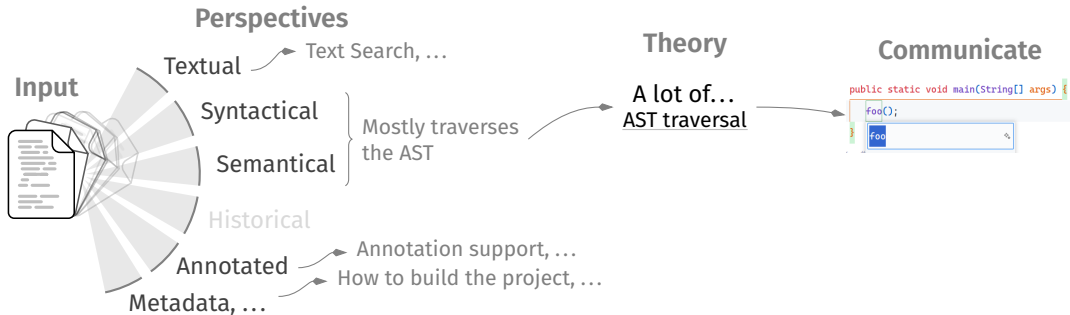 Perspectives
Input
Textual
Text Search, …
Syntactical
Semantical
Mostly traverses
the AST
Historical
Annotated
Annotation support, …
Metadata, …
How to build the project, …
Theory
A lot of…
AST traversal
Communicate
public static void main(String[] args) {
foo();
}
foo